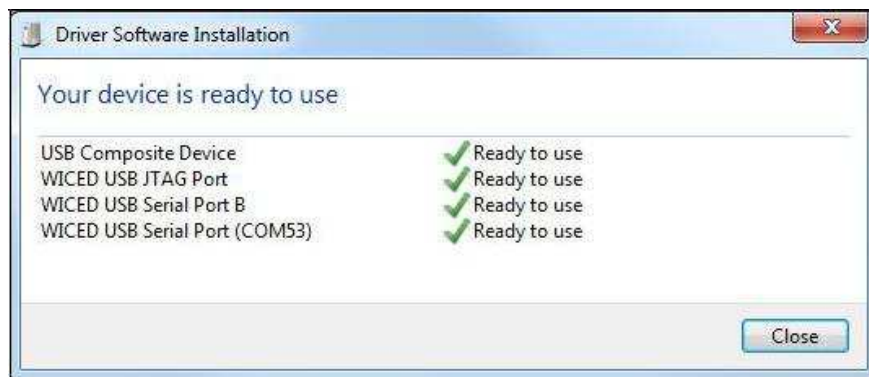 Driver Software Installation
Your device is ready to use
USB Composite Device Ready to use
WICED USB JTAG Port Ready to use
WICED USB Serial Port B Ready to use
WICED USB Serial Port (COM53) Ready to use
Close